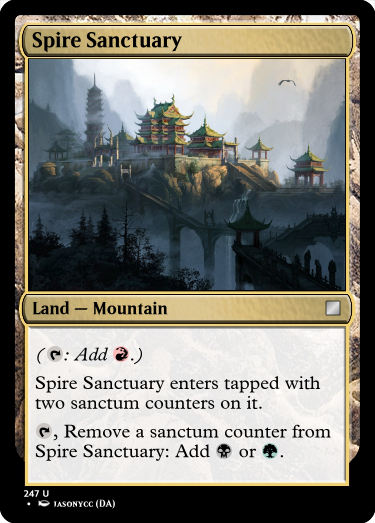 Spire Sanctuary
Land — Mountain
( : Add .)
Spire Sanctuary enters tapped with
two sanctum counters on it.
, Remove a sanctum counter from
Spire Sanctuary: Add or .
247 U
• JASONYCC (DA)